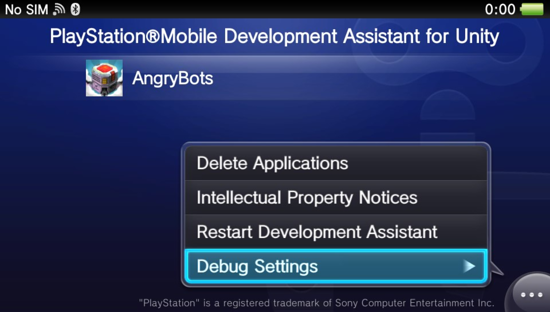 No SIM 0:00
PlayStation®Mobile Development Assistant for Unity
AngryBots
Delete Applications
Intellectual Property Notices
Restart Development Assistant
Debug Settings
"PlayStation" is a registered trademark of Sony Computer Entertainment Inc.